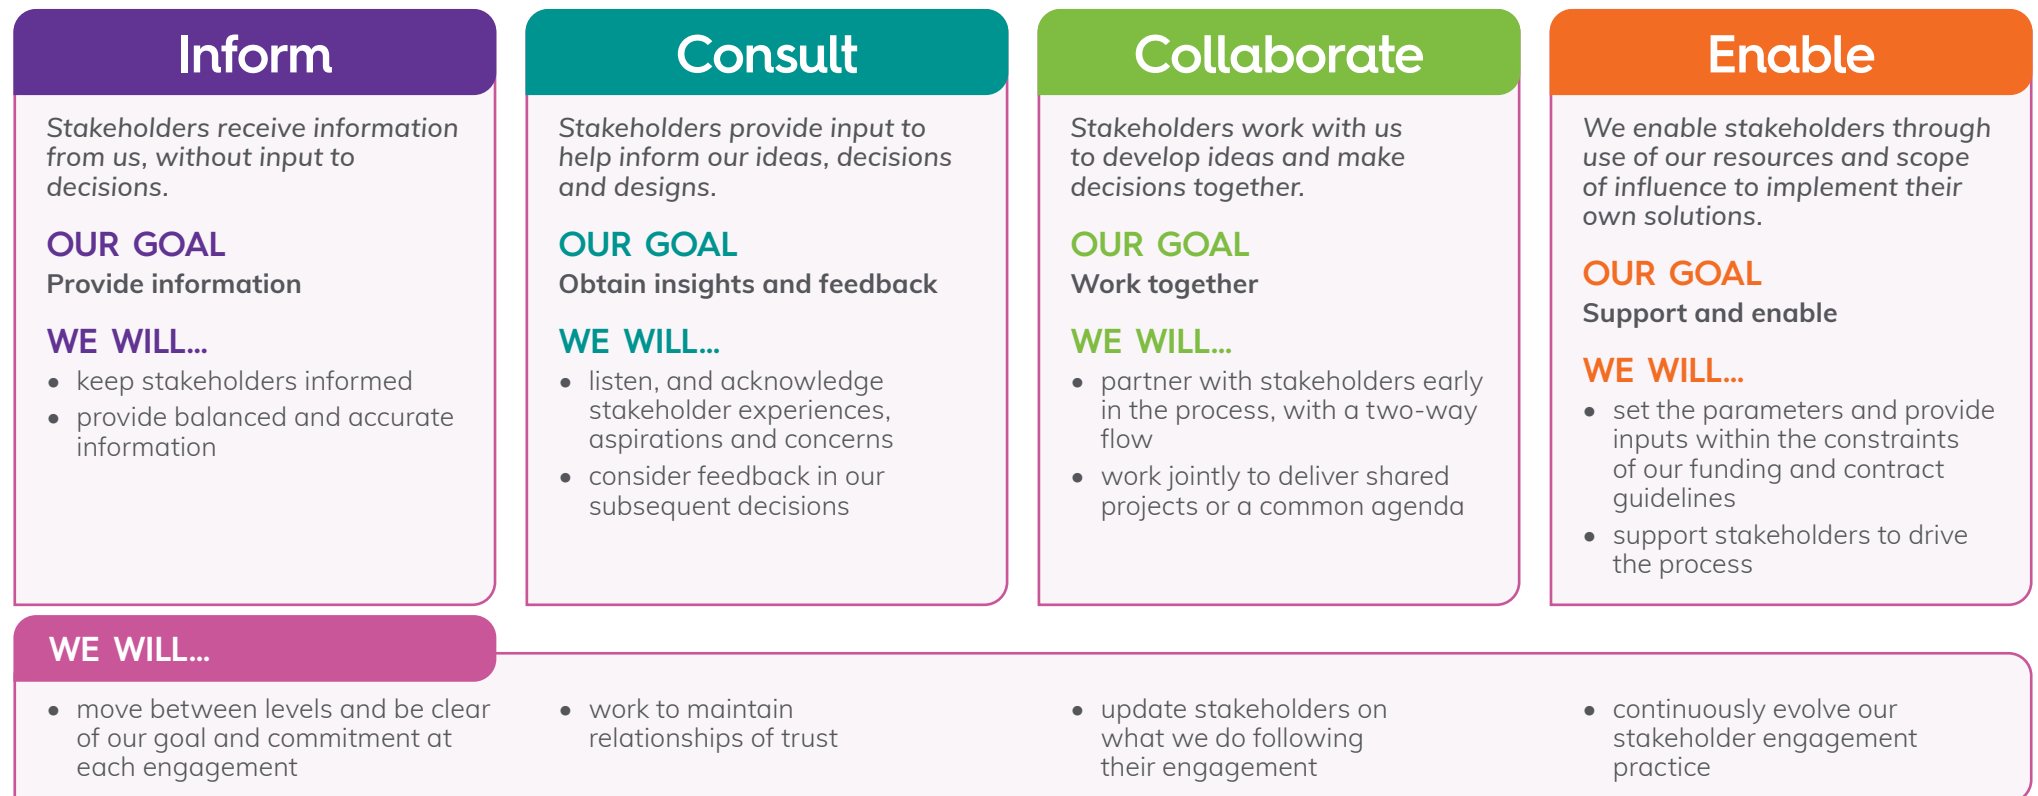 Inform
Stakeholders receive information
from us, without input to
decisions.
OUR GOAL
Provide information
WE WILL...
• keep stakeholders informed
• provide balanced and accurate
information
Consult
Stakeholders provide input to
help inform our ideas, decisions
and designs.
OUR GOAL
Obtain insights and feedback
WE WILL...
• listen, and acknowledge
stakeholder experiences,
aspirations and concerns
• consider feedback in our
subsequent decisions
Collaborate
Stakeholders work with us
to develop ideas and make
decisions together.
OUR GOAL
Work together
WE WILL...
• partner with stakeholders early
in the process, with a two-way
flow
• work jointly to deliver shared
projects or a common agenda
Enable
We enable stakeholders through
use of our resources and scope
of influence to implement their
own solutions.
OUR GOAL
Support and enable
WE WILL...
• set the parameters and provide
inputs within the constraints
of our funding and contract
guidelines
• support stakeholders to drive
the process
WE WILL...
• move between levels and be clear
of our goal and commitment at
each engagement
• work to maintain
relationships of trust
• update stakeholders on
what we do following
their engagement
• continuously evolve our
stakeholder engagement
practice